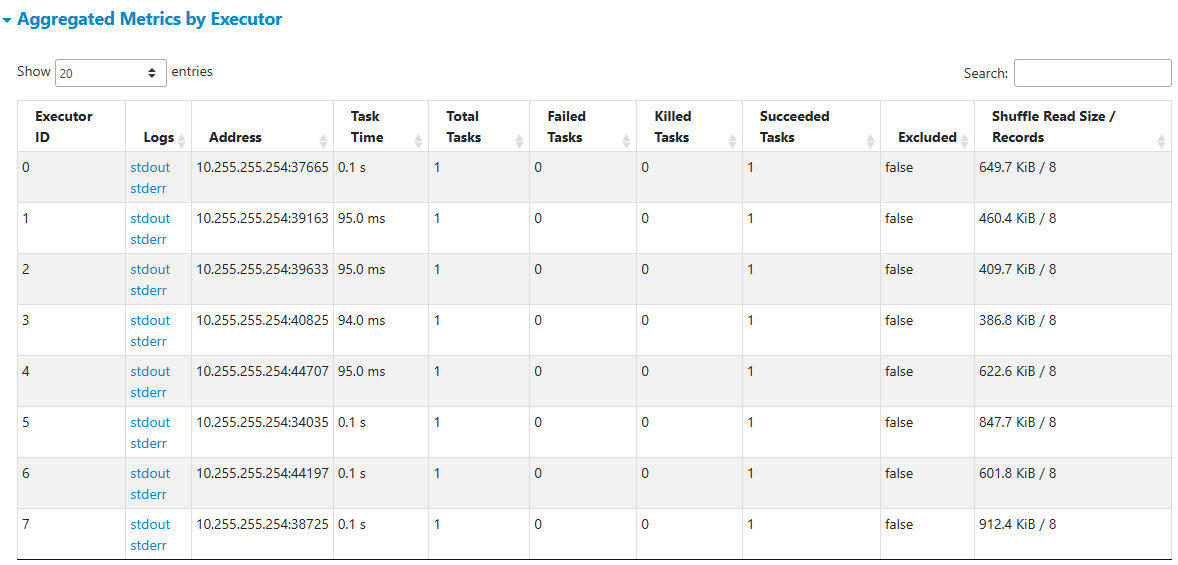 Aggregated Metrics by Executor
Show 20 entries
Search:
Executor ID Logs Address Task Time Total Tasks Failed Tasks Killed Tasks Succeeded Tasks Excluded Shuffle Read Size / Records
0 stdout 10.255.255.254:37665 0.1 s 1 0 0 1 false 649.7 KiB / 8
stderr
1 stdout 10.255.255.254:39163 95.0 ms 1 0 0 1 false 460.4 KiB / 8
stderr
2 stdout 10.255.255.254:39633 95.0 ms 1 0 0 1 false 409.7 KiB / 8
stderr
3 stdout 10.255.255.254:40825 94.0 ms 1 0 0 1 false 386.8 KiB / 8
stderr
4 stdout 10.255.255.254:44707 95.0 ms 1 0 0 1 false 622.6 KiB / 8
stderr
5 stdout 10.255.255.254:34035 0.1 s 1 0 0 1 false 847.7 KiB / 8
stderr
6 stdout 10.255.255.254:44197 0.1 s 1 0 0 1 false 601.8 KiB / 8
stderr
7 stdout 10.255.255.254:38725 0.1 s 1 0 0 1 false 912.4 KiB / 8
stderr